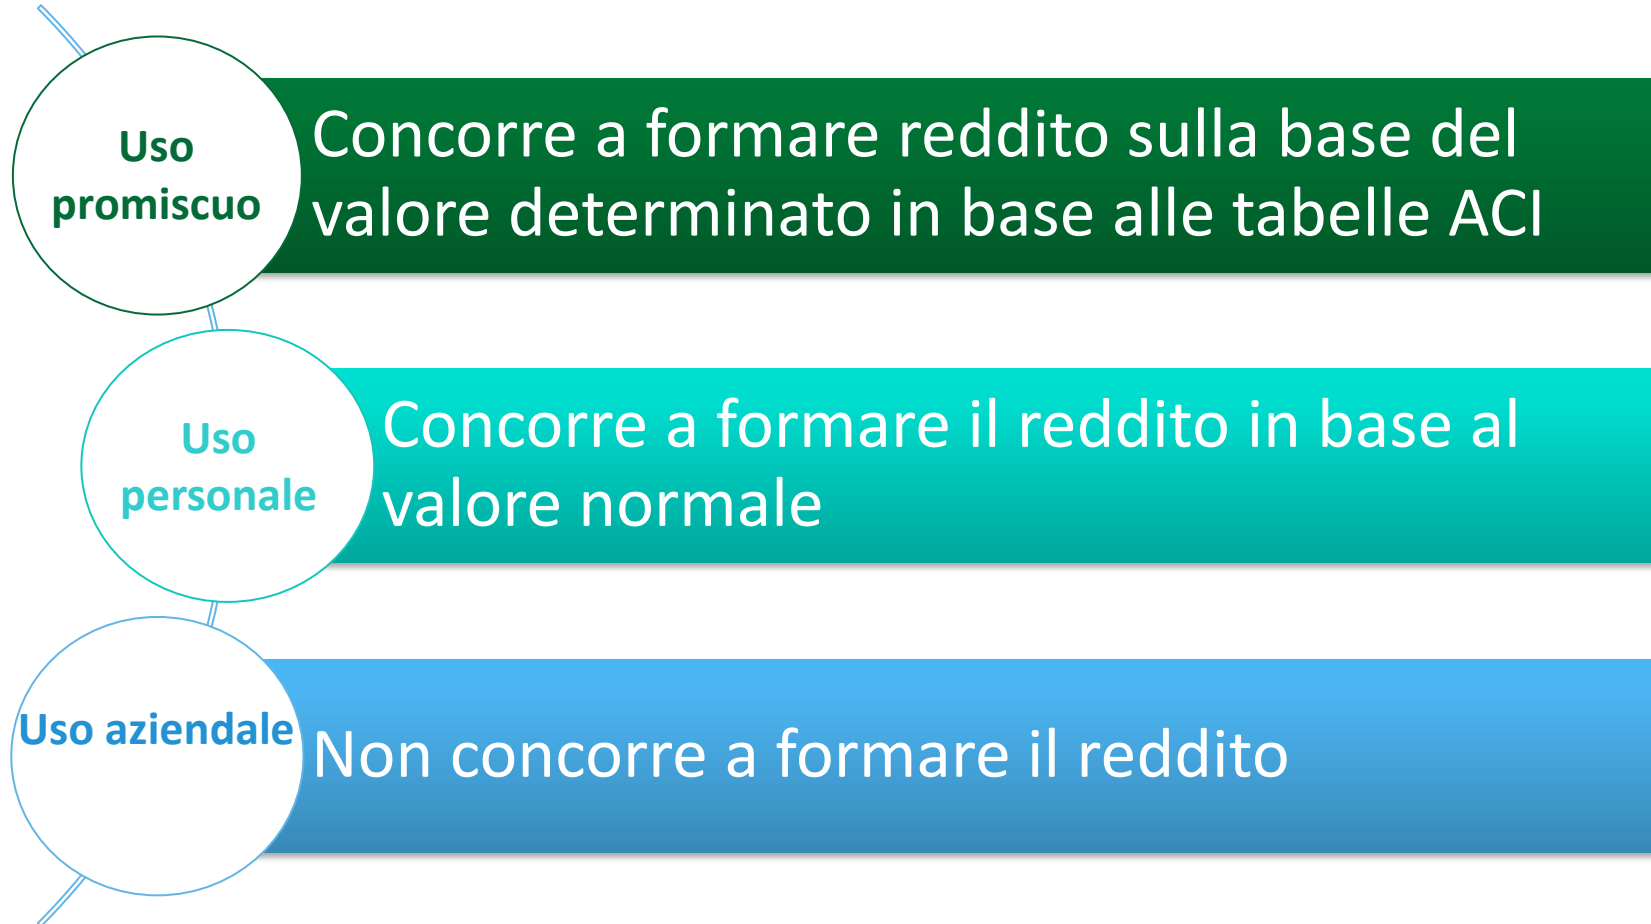 Uso
promiscuo
Concorre a formare reddito sulla base del
valore determinato in base alle tabelle ACI
Uso
personale
Concorre a formare il reddito in base al
valore normale
Uso aziendale
Non concorre a formare il reddito